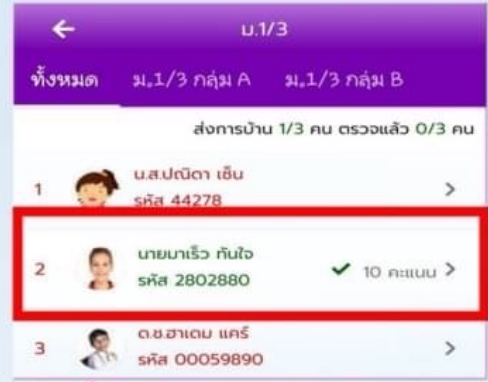 ม.1/3
ทั้งหมด ม.1/3 กลุ่ม A ม.1/3 กลุ่ม B
ส่งการบ้าน 1/3 คน ตรวจแล้ว 0/3 คน
1 น.ส.ปณิดา เซ็น
รหัส 44278
2 นายมาเร็ว ทันใจ
รหัส 2802880 10 คะแนน
3 ด.ช.ฮาเดม แคร์
รหัส 00059890